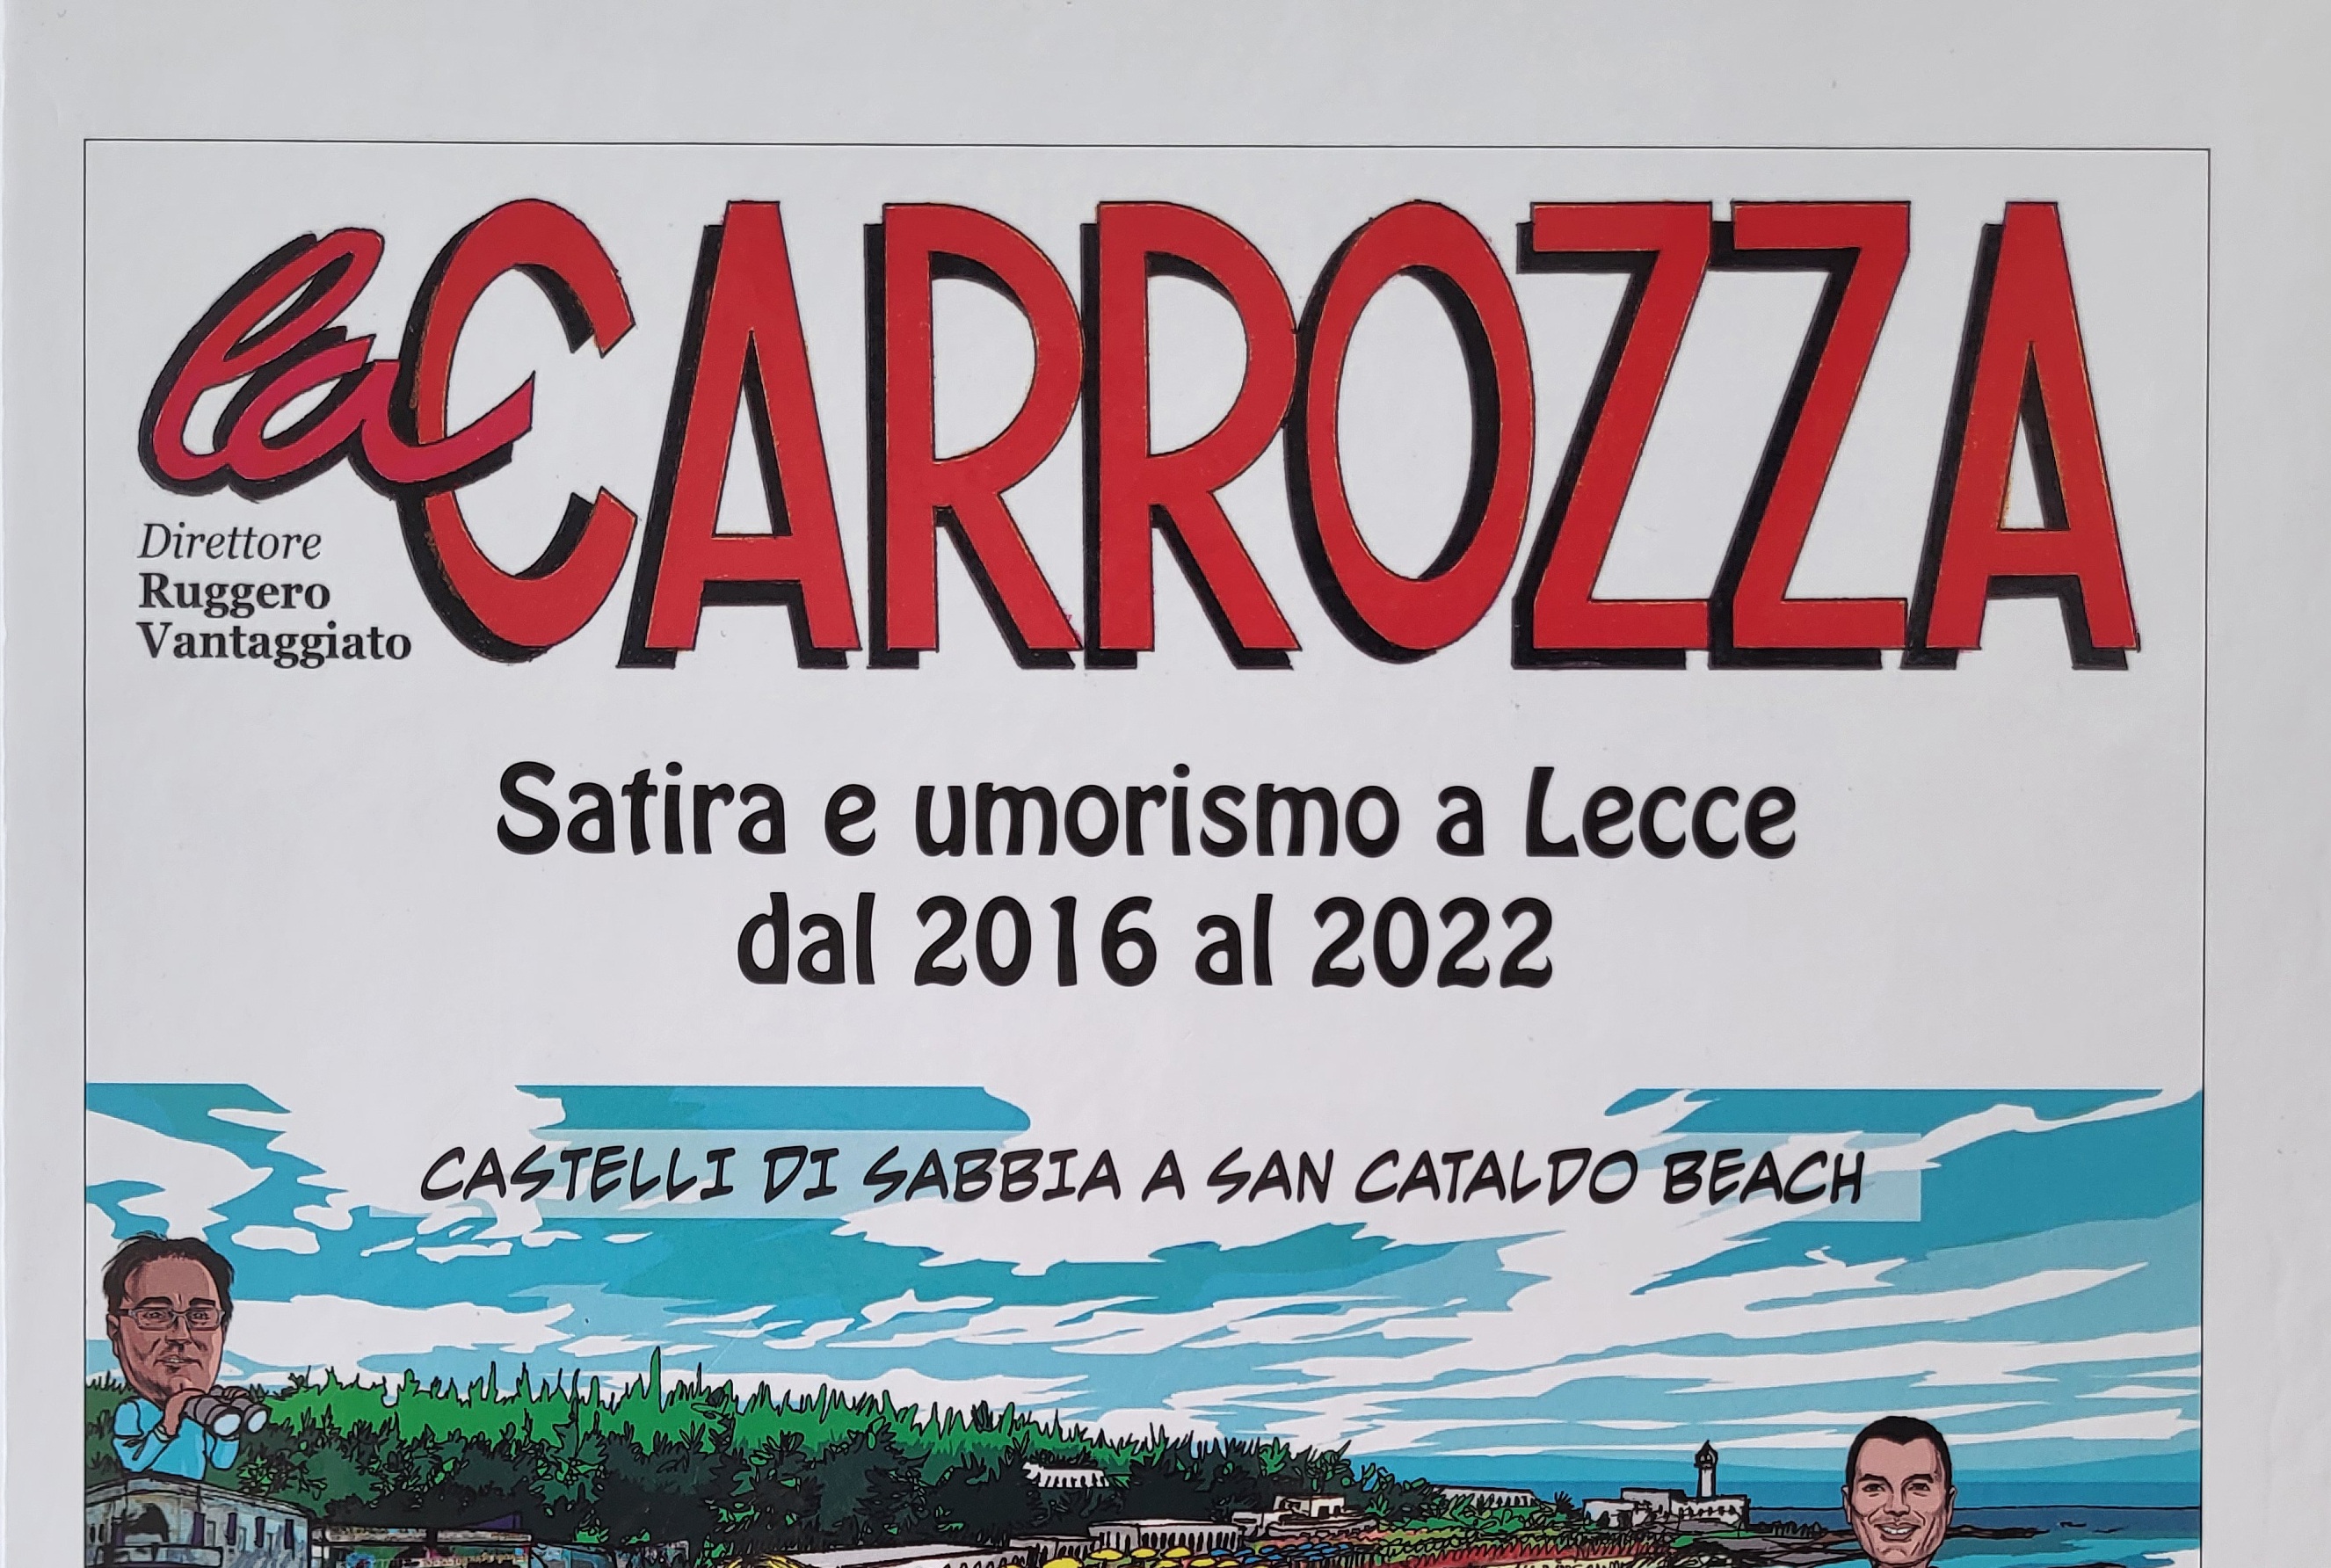 la CARROZZA
Direttore
Ruggero
Vantaggiato
Satira e umorismo a Lecce
dal 2016 al 2022
CASTELLI DI SABBIA A SAN CATALDO BEACH